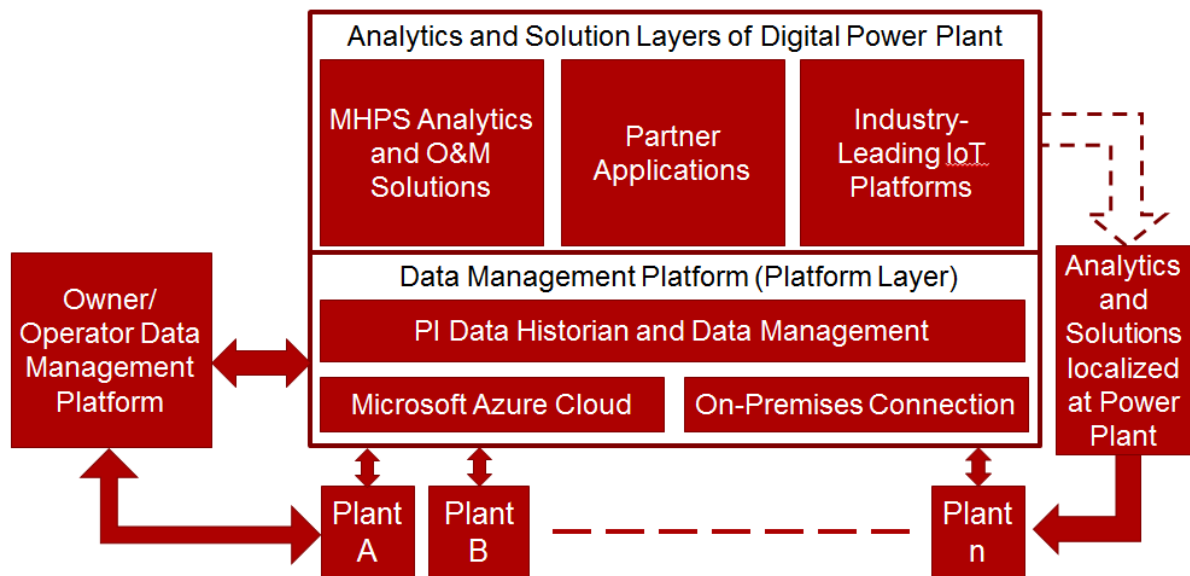 Analytics and Solution Layers of Digital Power Plant
MHPS Analytics
and O&M
Solutions
Partner
Applications
Industry-
Leading IoT
Platforms
Data Management Platform (Platform Layer)
PI Data Historian and Data Management
Microsoft Azure Cloud
On-Premises Connection
Owner/
Operator Data
Management
Platform
Analytics
and
Solutions
localized
at Power
Plant
Plant
A
Plant
B
Plant
n